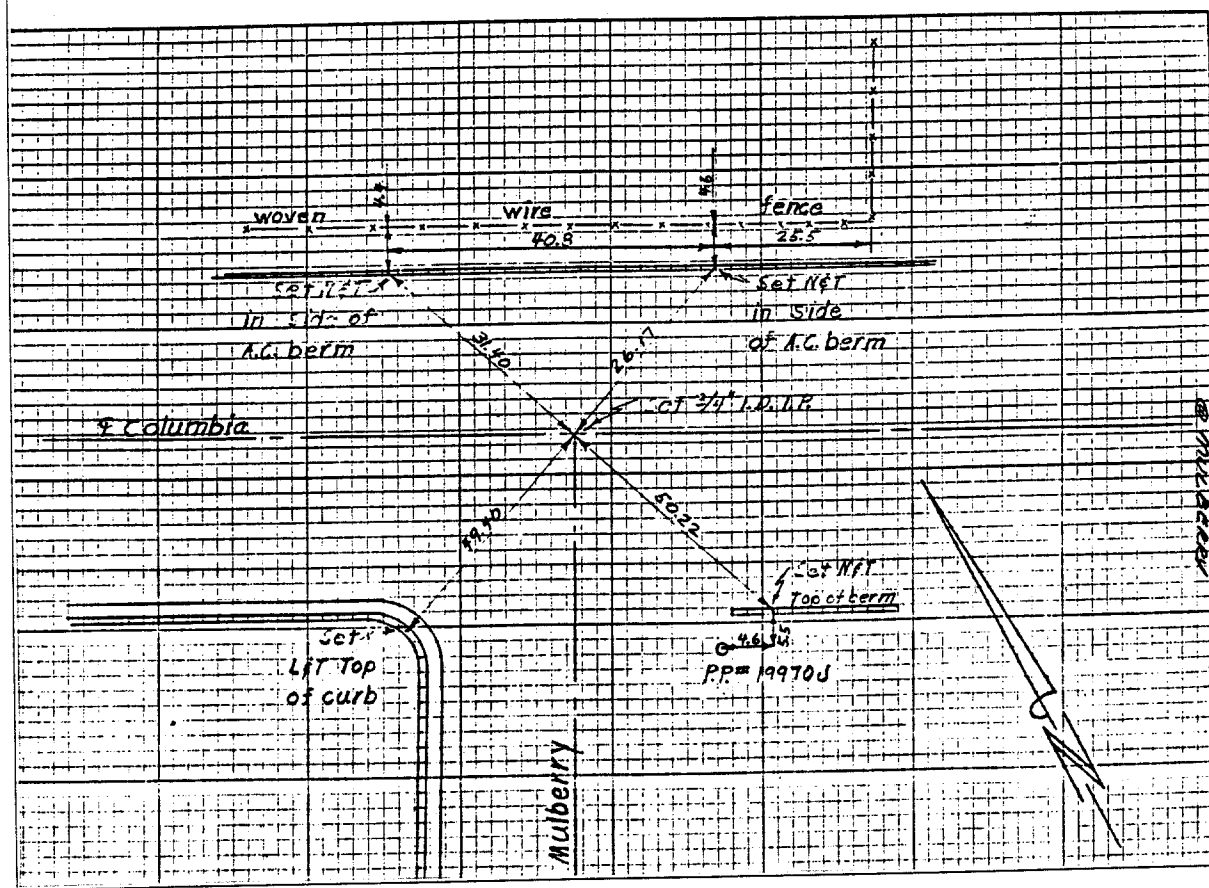 4.4
4.6
woven wire fence
40.8 25.5
Set N&T
in side of
A.C. berm
Set N&T
in side
of A.C. berm
31.40
26.17
Set 3/4" I.D. I.P.
℄ Columbia
@ MULBERRY
49.40
50.22
Set N&T
Top of berm
Set
L&T Top
of curb
4.6
5.5
P.P.# 19970J
Mulberry